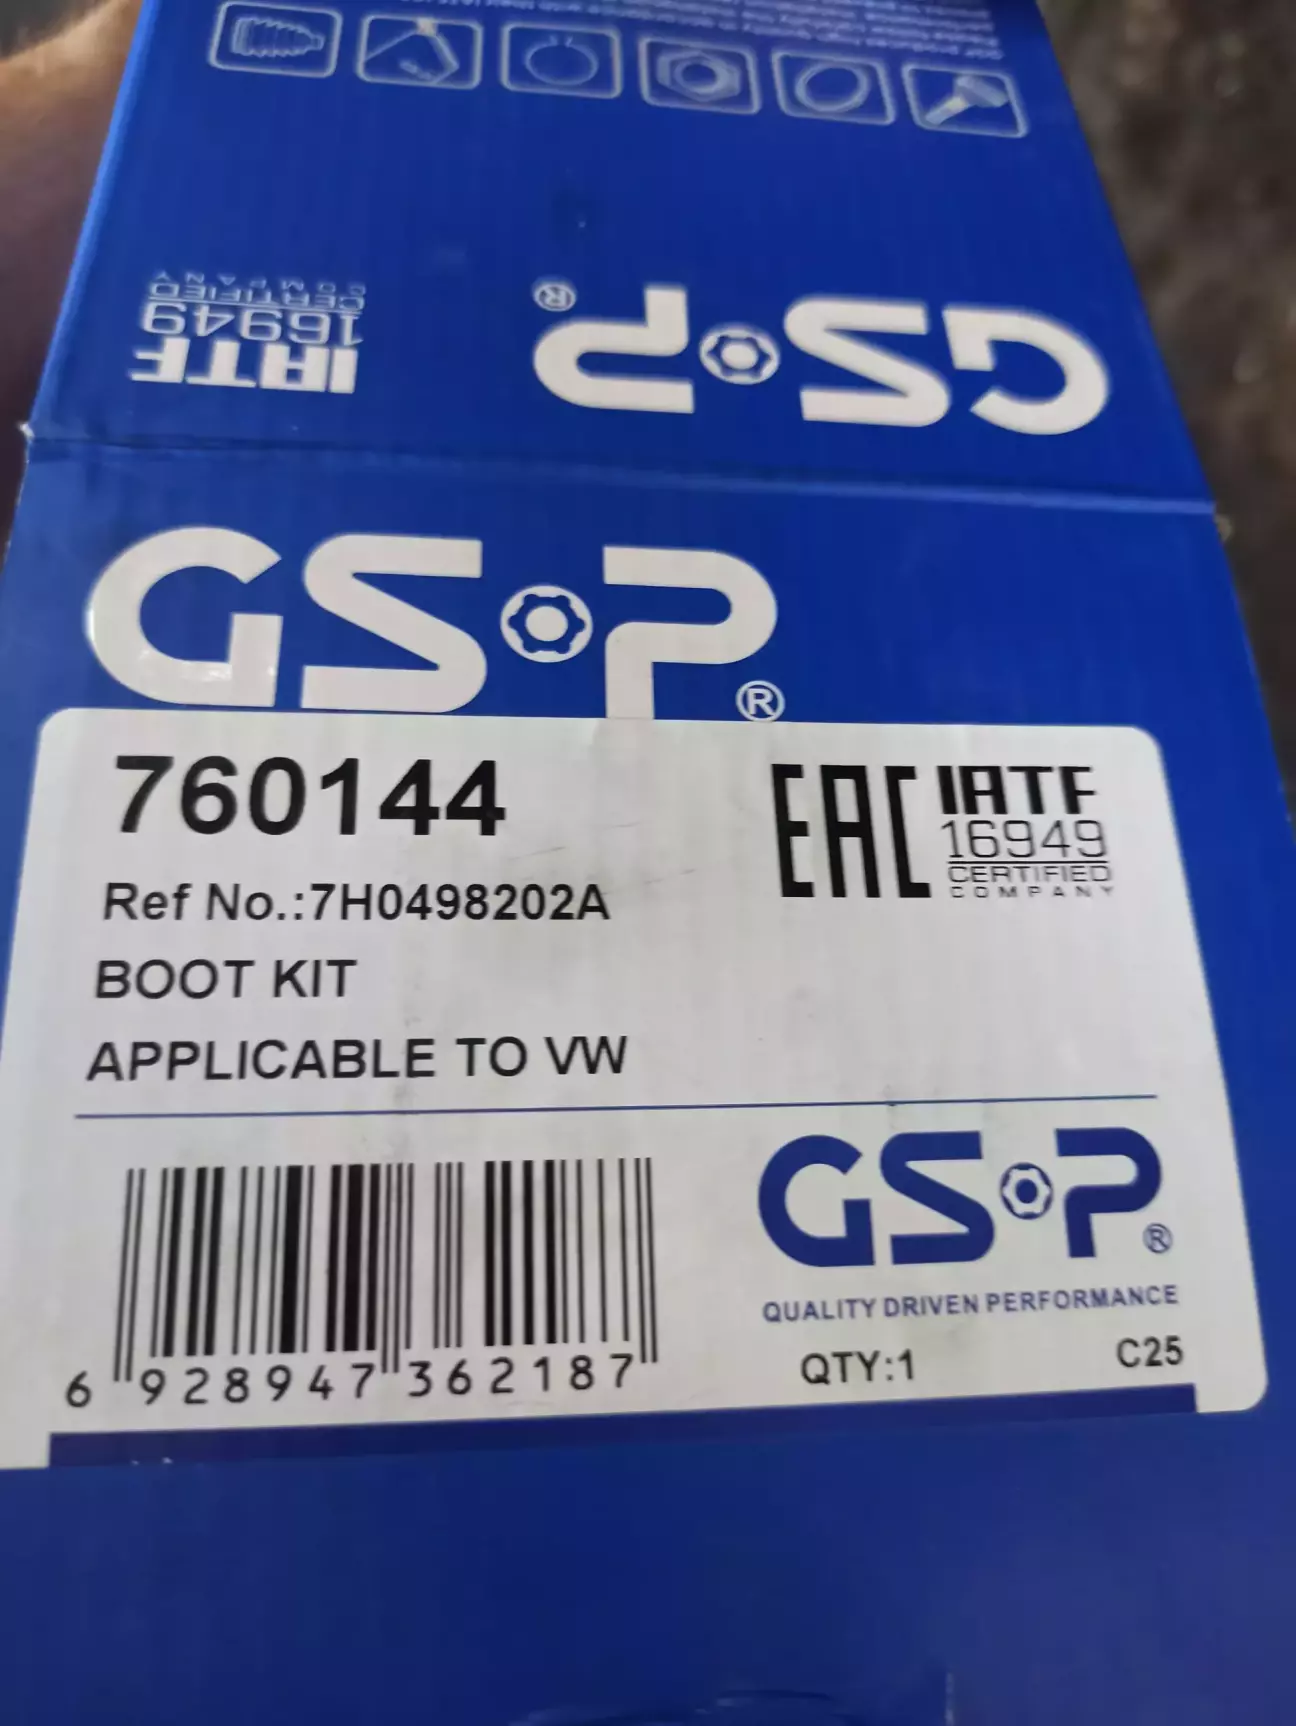 IATF
16949
CERTIFIED
COMPANY
GSP®
GSP®
760144
Ref No.:7H0498202A
BOOT KIT
APPLICABLE TO VW
EAC
IATF
16949
CERTIFIED
COMPANY
6 928947 362187
GSP®
QUALITY DRIVEN PERFORMANCE
QTY:1
C25